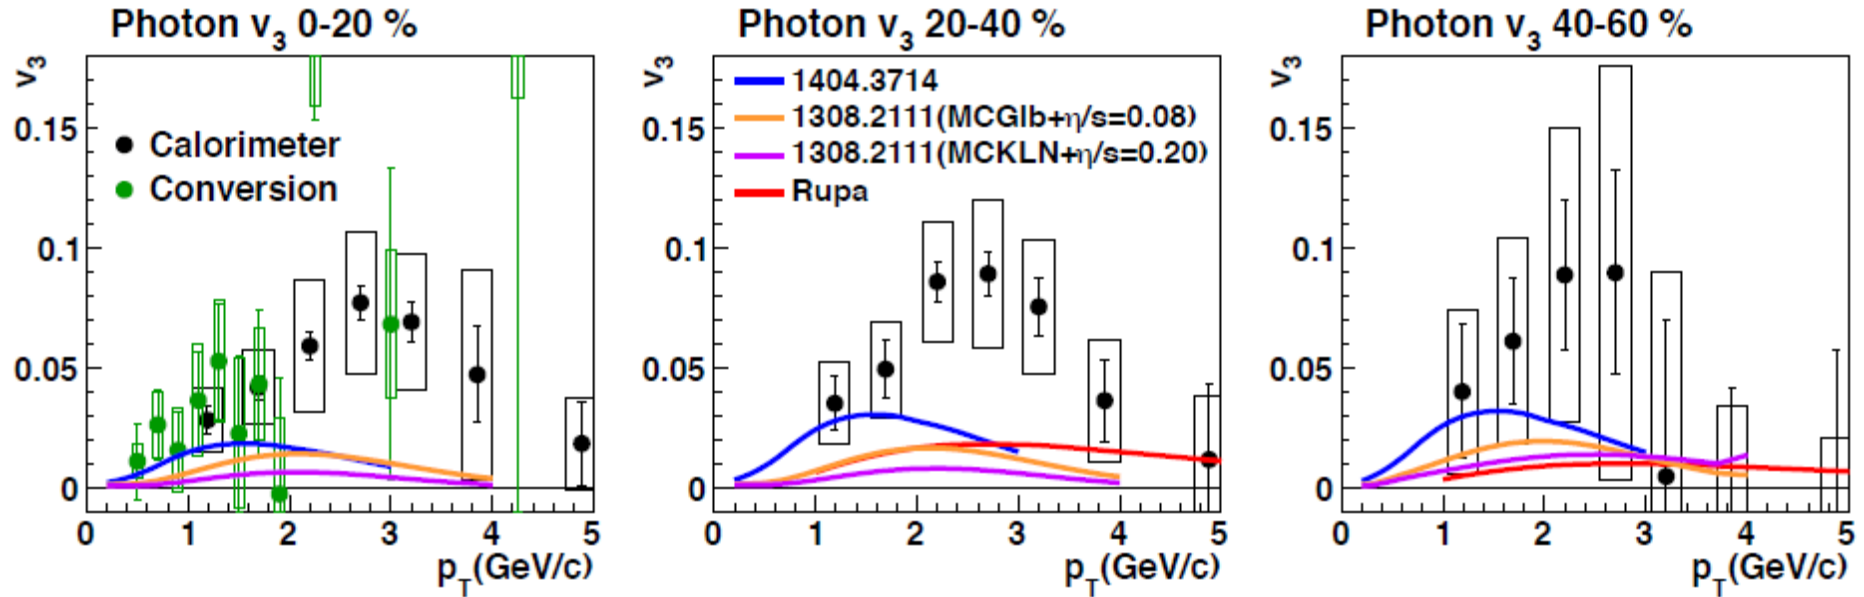 Photon v₃ 0-20 %
v₃
0.15
0.1
0.05
0
0 1 2 3 4 5
p_T(GeV/c)
Calorimeter
Conversion
Photon v₃ 20-40 %
v₃
0.15
0.1
0.05
0
0 1 2 3 4 5
p_T(GeV/c)
1404.3714
1308.2111(MCGlb+η/s=0.08)
1308.2111(MCKLN+η/s=0.20)
Rupa
Photon v₃ 40-60 %
v₃
0.15
0.1
0.05
0
0 1 2 3 4 5
p_T(GeV/c)